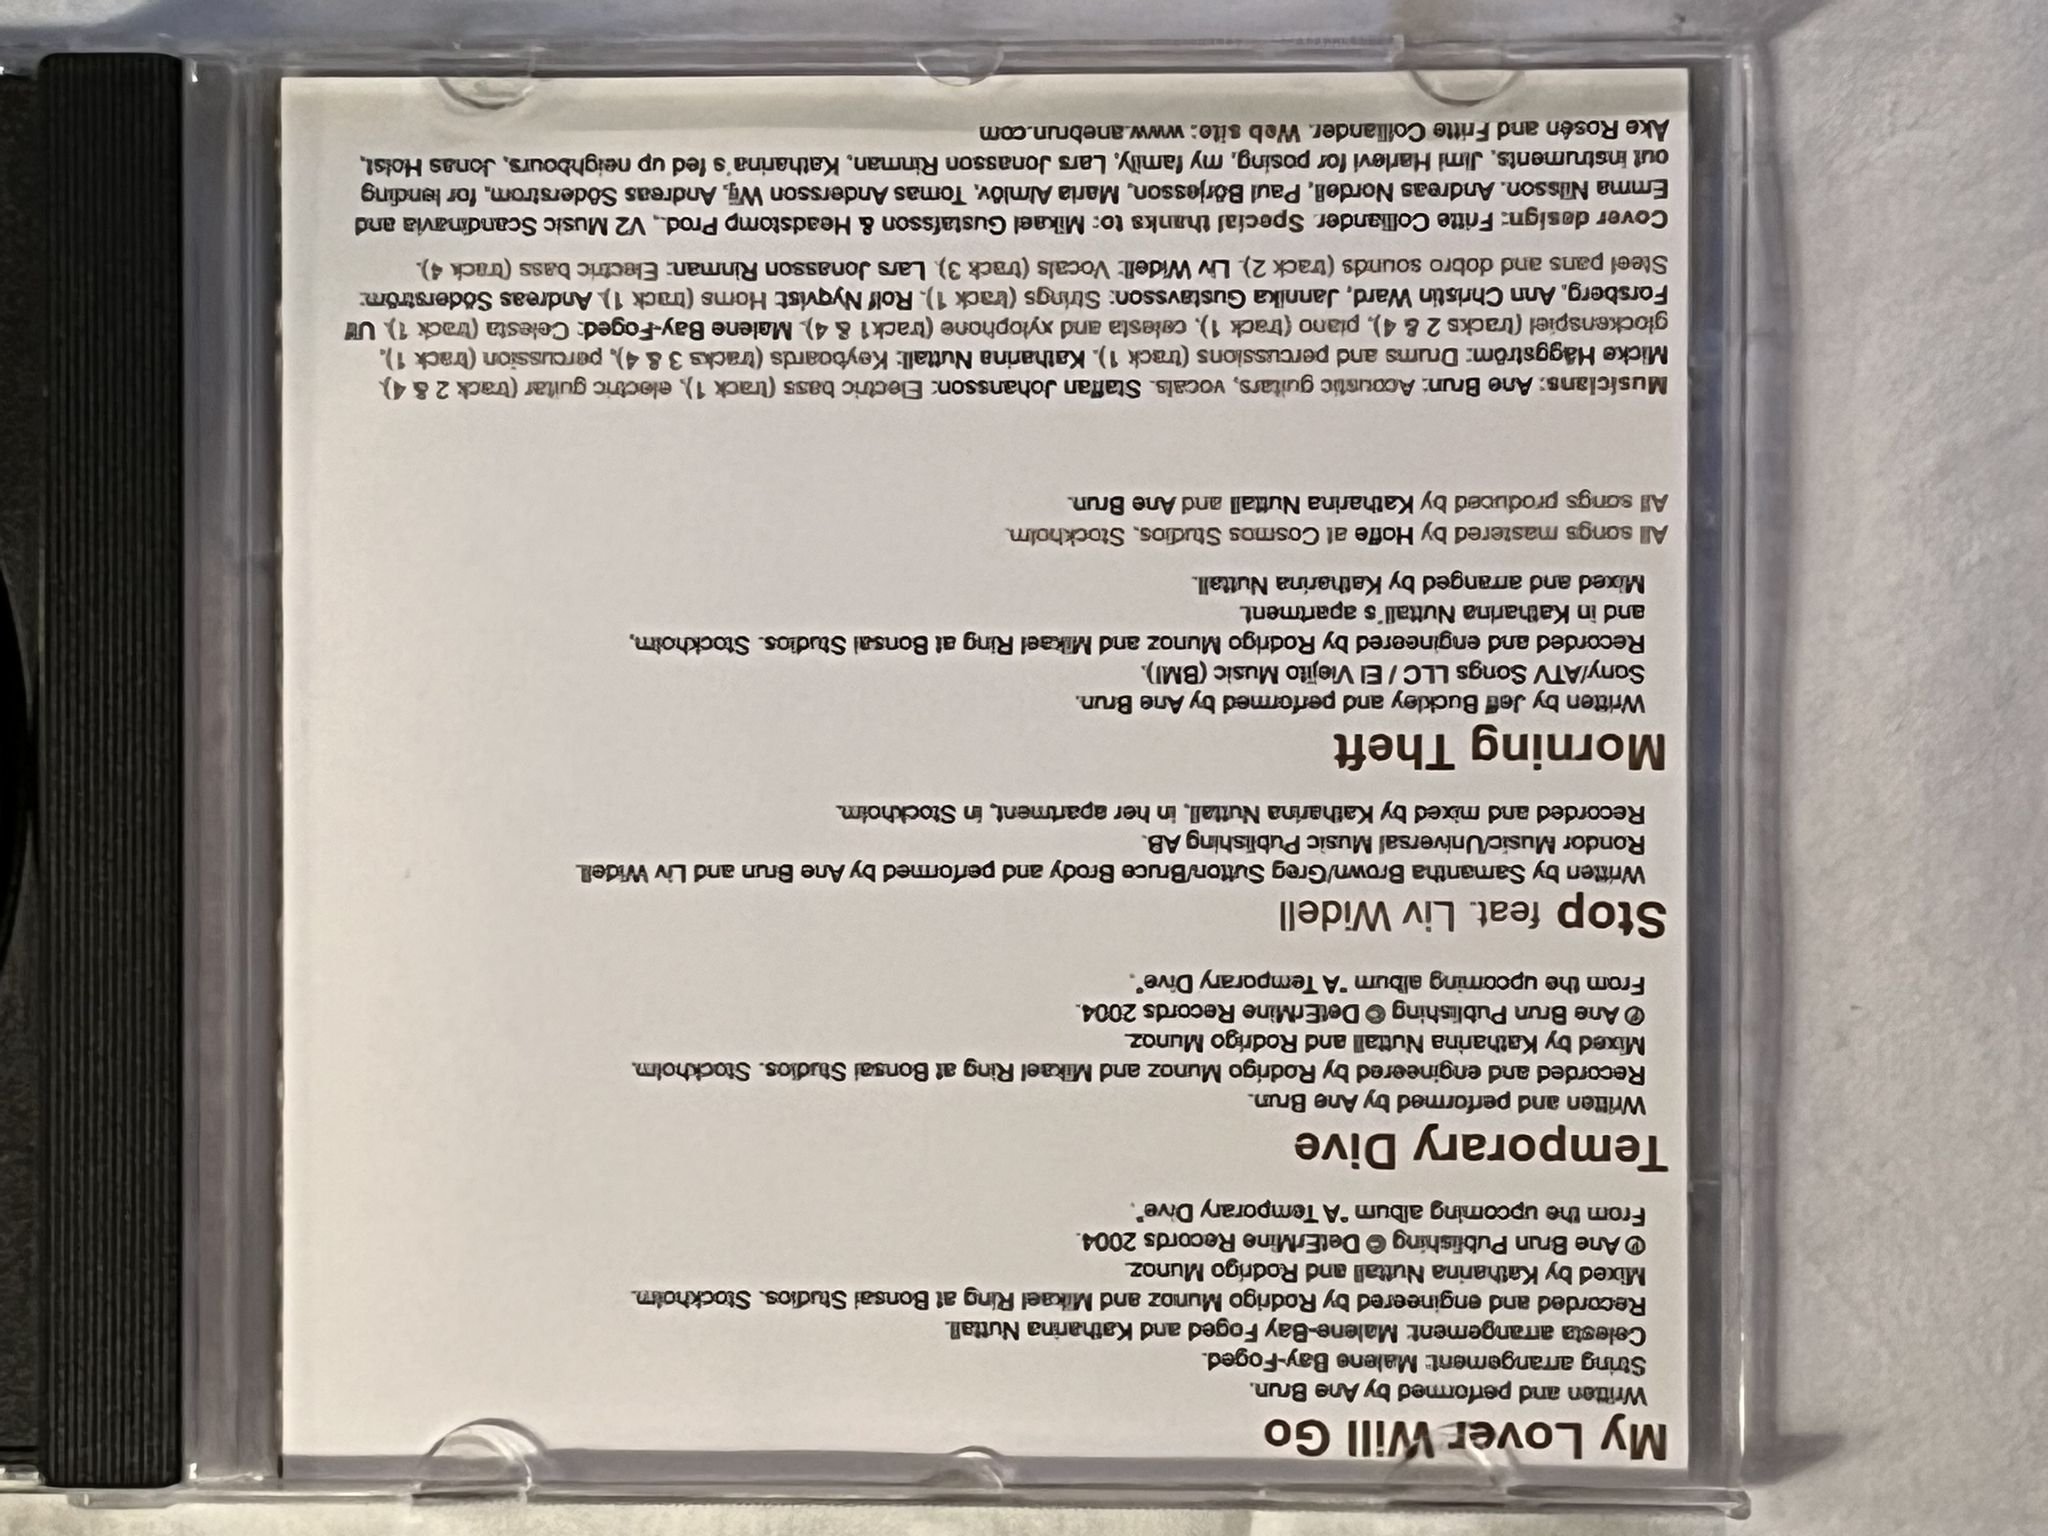 My Lover Will Go
Written and performed by Ane Brun.
String arrangement: Malene Bay-Foged.
Celesta arrangement: Malene-Bay Foged and Katharina Nuttall.
Recorded and engineered by Rodrigo Munoz and Mikael Ring at Bonsai Studios. Stockholm.
Mixed by Katharina Nuttall and Rodrigo Munoz.
℗ Ane Brun Publishing © DetErMine Records 2004.
From the upcoming album "A Temporary Dive".
Temporary Dive
Written and performed by Ane Brun.
Recorded and engineered by Rodrigo Munoz and Mikael Ring at Bonsai Studios. Stockholm.
Mixed by Katharina Nuttall and Rodrigo Munoz.
℗ Ane Brun Publishing © DetErMine Records 2004.
From the upcoming album "A Temporary Dive".
Stop feat. Liv Widell
Written by Samantha Brown/Greg Sutton/Bruce Brody and performed by Ane Brun and Liv Widell.
Rondor Music/Universal Music Publishing AB.
Recorded and mixed by Katharina Nuttall, in her apartment, in Stockholm.
Morning Theft
Written by Jeff Buckley and performed by Ane Brun.
Sony/ATV Songs LLC / El Viejito Music (BMI).
Recorded and engineered by Rodrigo Munoz and Mikael Ring at Bonsai Studios. Stockholm,
and in Katharina Nuttall's apartment.
Mixed and arranged by Katharina Nuttall.
All songs mastered by Hoffe at Cosmos Studios, Stockholm.
All songs produced by Katharina Nuttall and Ane Brun.
Musicians: Ane Brun: Acoustic guitars, vocals. Staffan Johansson: Electric bass (track 1), electric guitar (track 2 & 4).
Micke Häggström: Drums and percussions (track 1). Katharina Nuttall: Keyboards (tracks 3 & 4), percussion (track 1),
glockenspiel (tracks 2 & 4), piano (track 1), celesta and xylophone (track1 & 4). Malene Bay-Foged: Celesta (track 1). Ulf
Forsberg, Ann Christin Ward, Jannika Gustavsson: Strings (track 1). Rolf Nyqvist: Horns (track 1). Andreas Söderström:
Steel pans and dobro sounds (track 2). Liv Widell: Vocals (track 3). Lars Jonasson Rinman: Electric bass (track 4).
Cover design: Fritte Colliander. Special thanks to: Mikael Gustafsson & Headstomp Prod., V2 Music Scandinavia and
Emma Nilsson. Andreas Nordell, Paul Börjesson, Maria Almlöv, Tomas Andersson Wij, Andreas Söderstrom, for lending
out instruments, Jimi Harlevi for posing, my family, Lars Jonasson Rinman, Katharina's fed up neighbours, Jonas Holst,
Åke Rosén and Fritte Colliander. Web site: www.anebrun.com